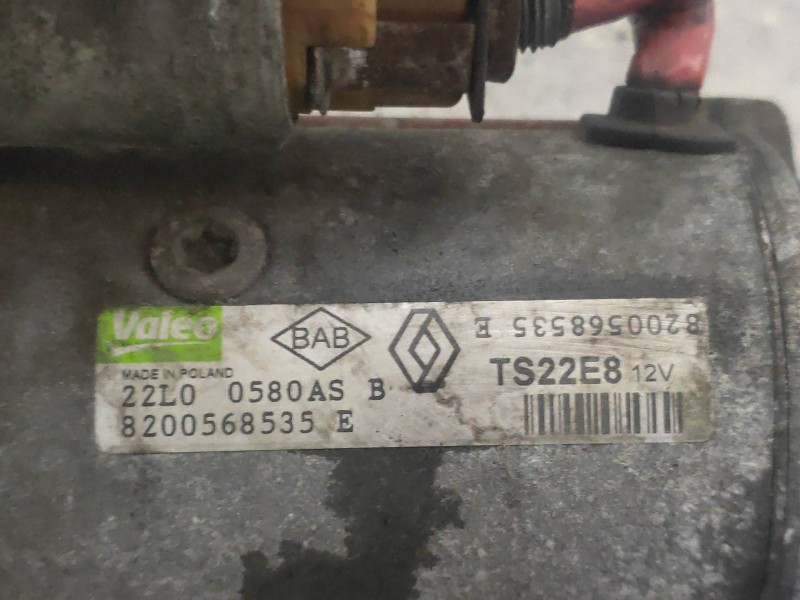 Valeo
BAB
8200568535 E
MADE IN POLAND
TS22E8 12V
22L0 0580AS B
8200568535 E